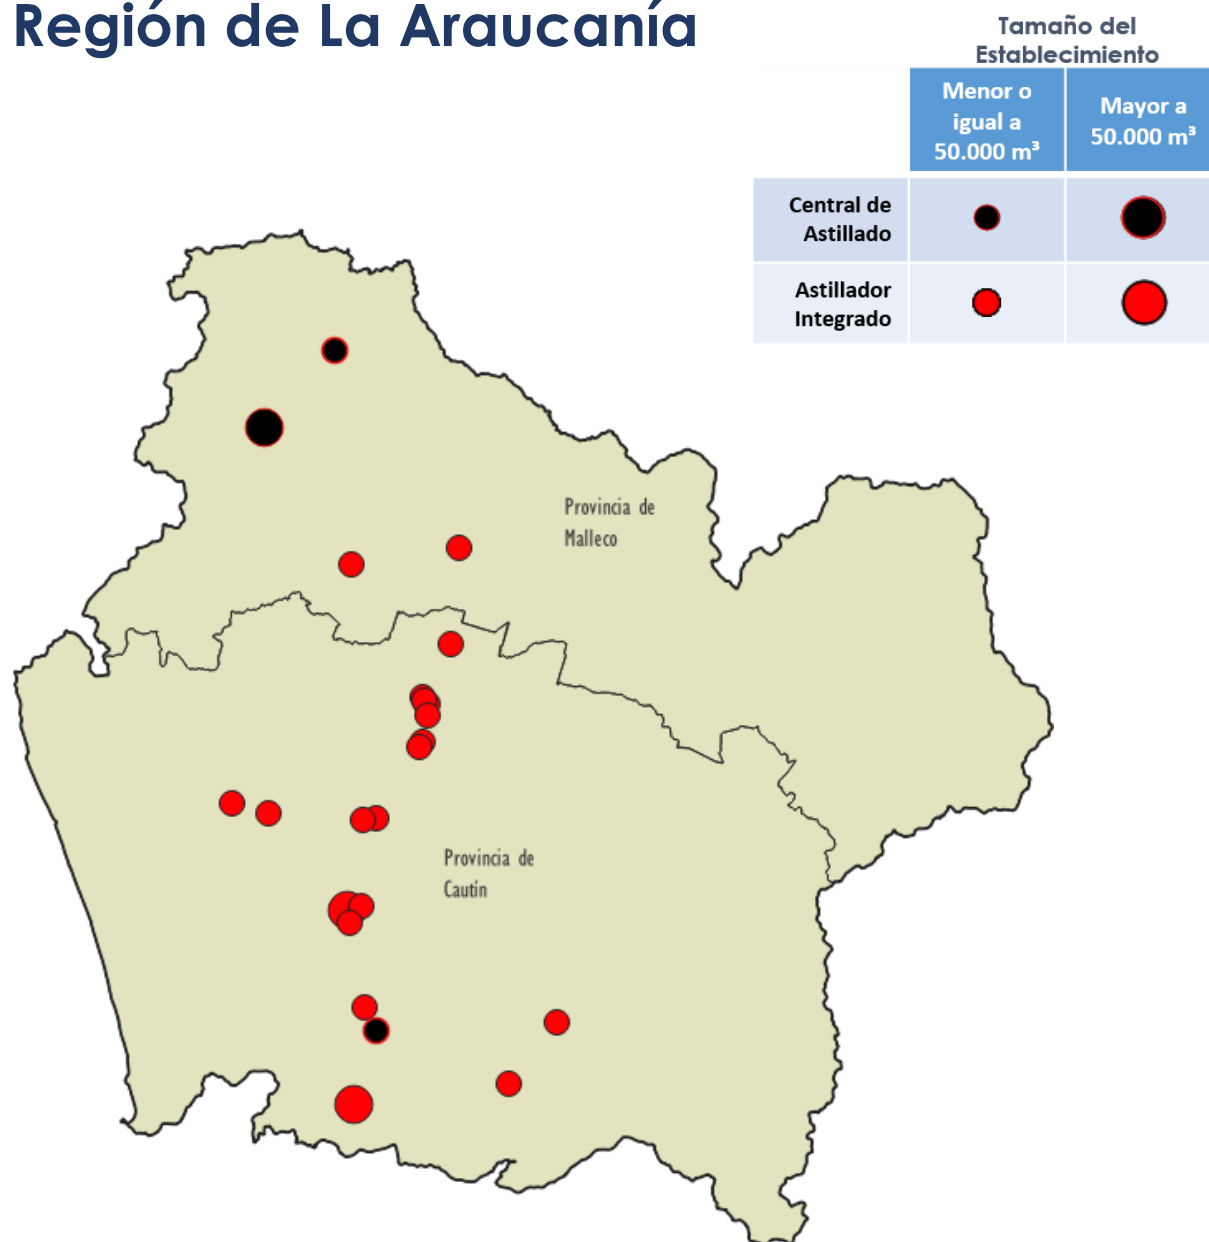 Región de La Araucanía
Tamaño del
Establecimiento
Menor o
igual a
50.000 m³
Mayor a
50.000 m³
Central de
Astillado
Astillador
Integrado
Provincia de
Malleco
Provincia de
Cautín